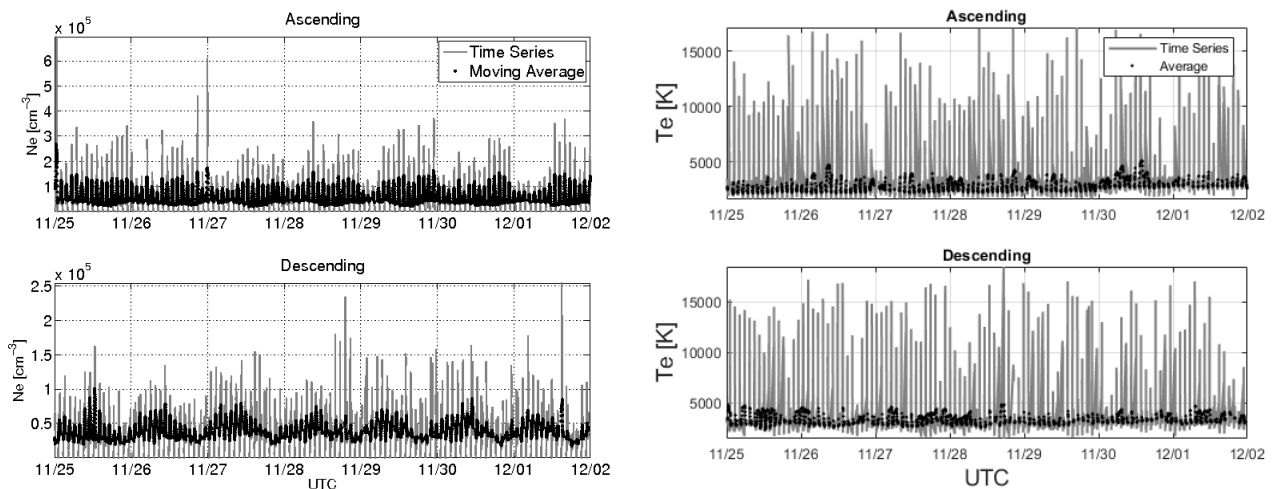 Ascending
x 10⁵
Ne [cm⁻³]
6
5
4
3
2
1
Time Series
Moving Average
11/25 11/26 11/27 11/28 11/29 11/30 12/01 12/02
Descending
x 10⁵
Ne [cm⁻³]
2.5
2
1.5
1
0.5
11/25 11/26 11/27 11/28 11/29 11/30 12/01 12/02
UTC
Ascending
Te [K]
15000
10000
5000
Time Series
Average
11/25 11/26 11/27 11/28 11/29 11/30 12/01 12/02
Descending
Te [K]
15000
10000
5000
11/25 11/26 11/27 11/28 11/29 11/30 12/01 12/02
UTC